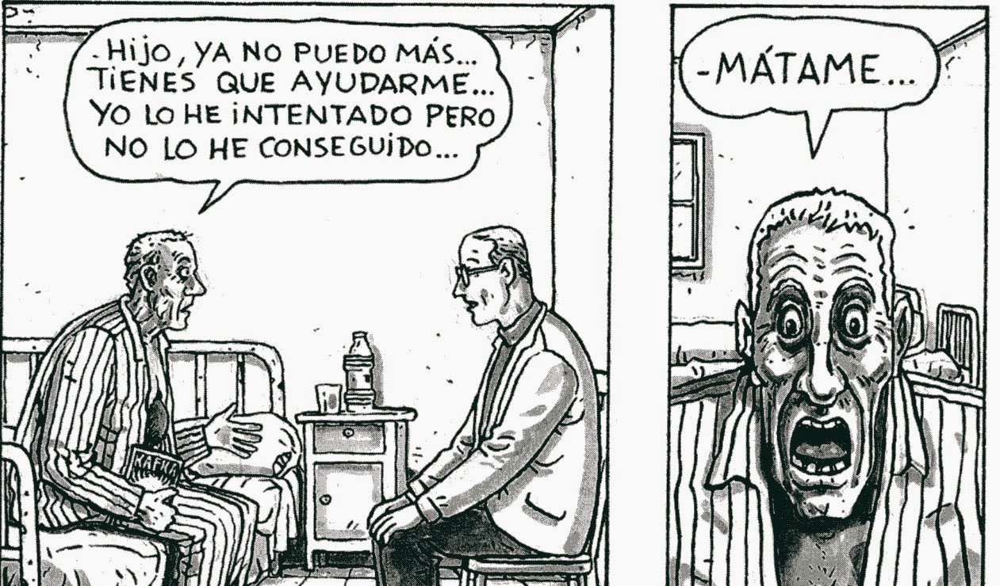 -HiJO, YA NO PUEDO MÁS...
TiENES QUE AYUDARME...
YO LO HE iNTENTADO PERO
NO LO HE CONSEGUiDO...
-MÁTAME...
KAFKA